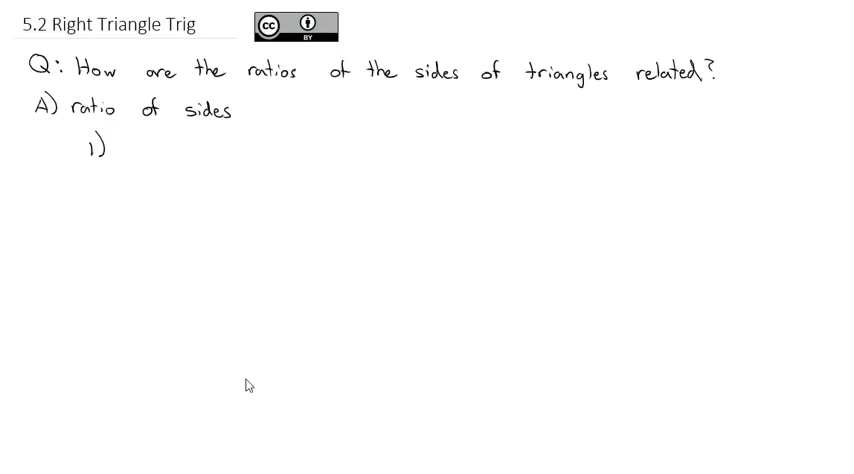 5.2 Right Triangle Trig
cc BY
Q: How are the ratios of the sides of triangles related?
A) ratio of sides
1)